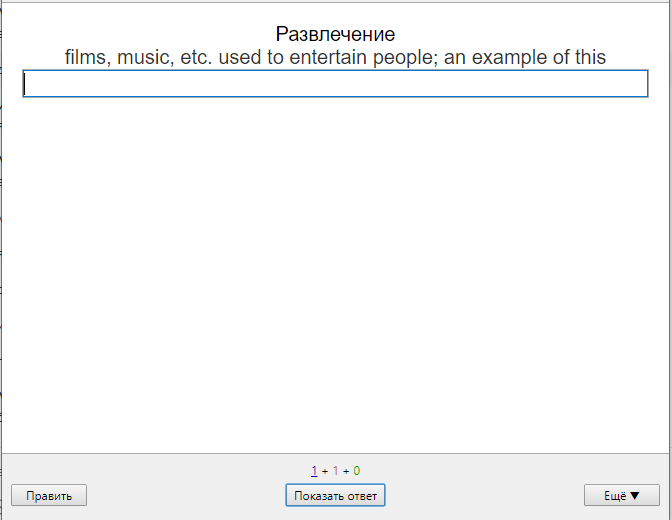 Развлечение
films, music, etc. used to entertain people; an example of this
1 + 1 + 0
Править
Показать ответ
Ещё ▼